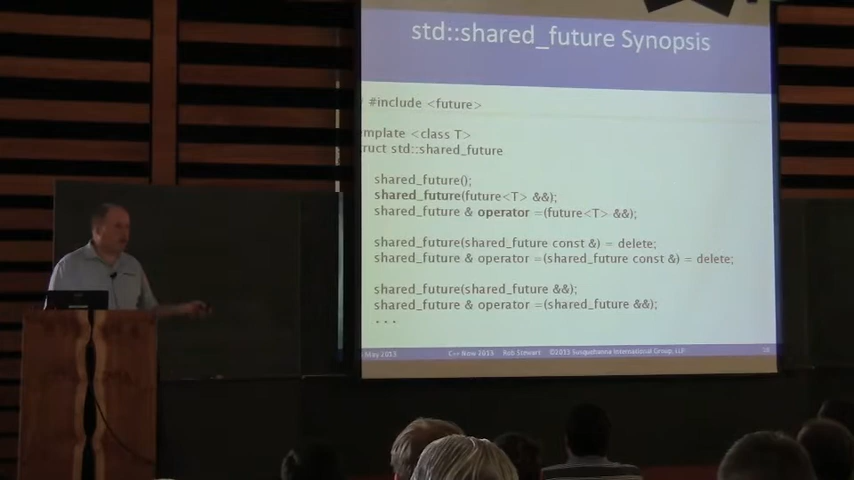 std::shared_future Synopsis
#include <future>
mplate <class T>
ruct std::shared_future
shared_future();
shared_future(future<T> &&);
shared_future & operator =(future<T> &&);
shared_future(shared_future const &) = delete;
shared_future & operator =(shared_future const &) = delete;
shared_future(shared_future &&);
shared_future & operator =(shared_future &&);
...
May 2013 C++ Now 2013 Rob Stewart ©2013 Susquehanna International Group, LLP